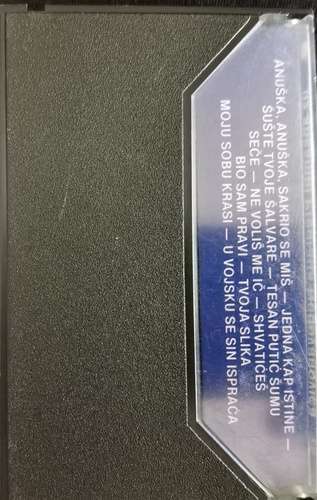 ANUŠKA, ANUŠKA, SAKRIO SE MIŠ — JEDNA KAP ISTINE —
ŠUŠTE TVOJE ŠALVARE — TESAN PUTIĆ ŠUMU
SEČE — NE VOLIŠ ME IČ — SHVATIĆEŠ
BIO SAM PRAVI — TVOJA SLIKA
MOJU SOBU KRASI — U VOJSKU SE SIN ISPRAĆA